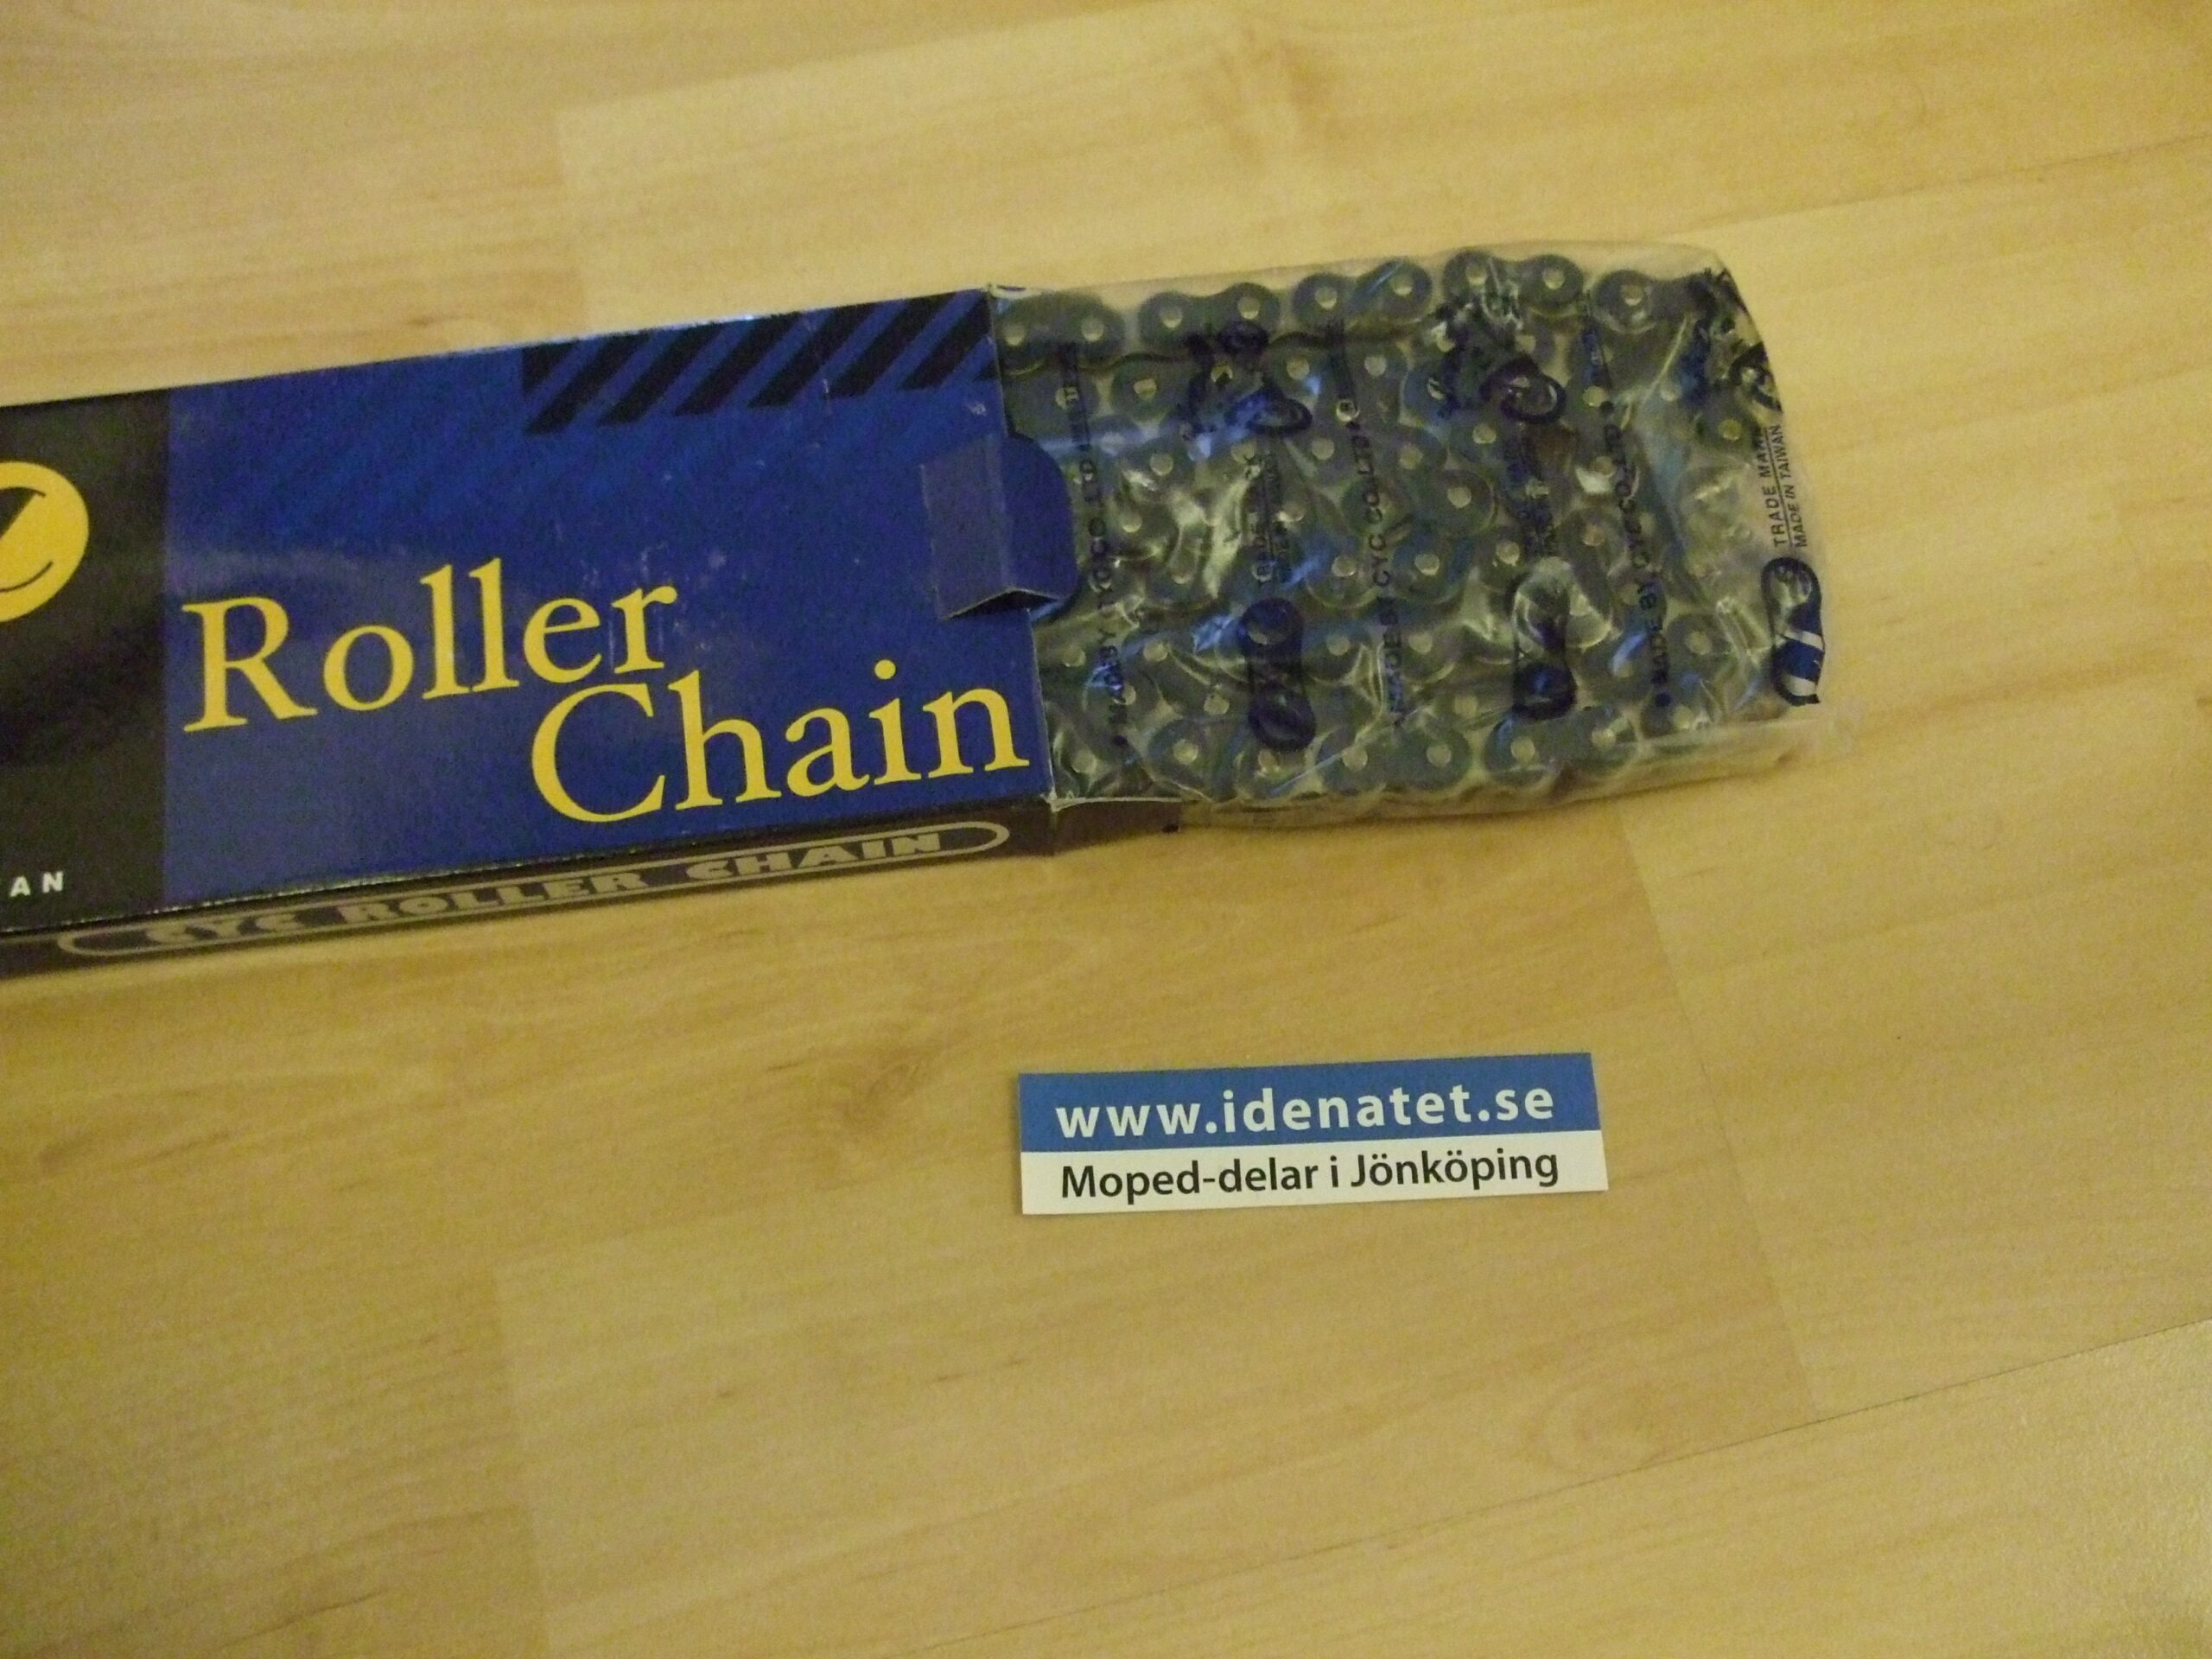 Roller
Chain
AN
CYC ROLLER CHAIN
MADE BY CYC CO.LTD
TRADE MARK
MADE IN TAIWAN
www.idenatet.se
Moped-delar i Jönköping